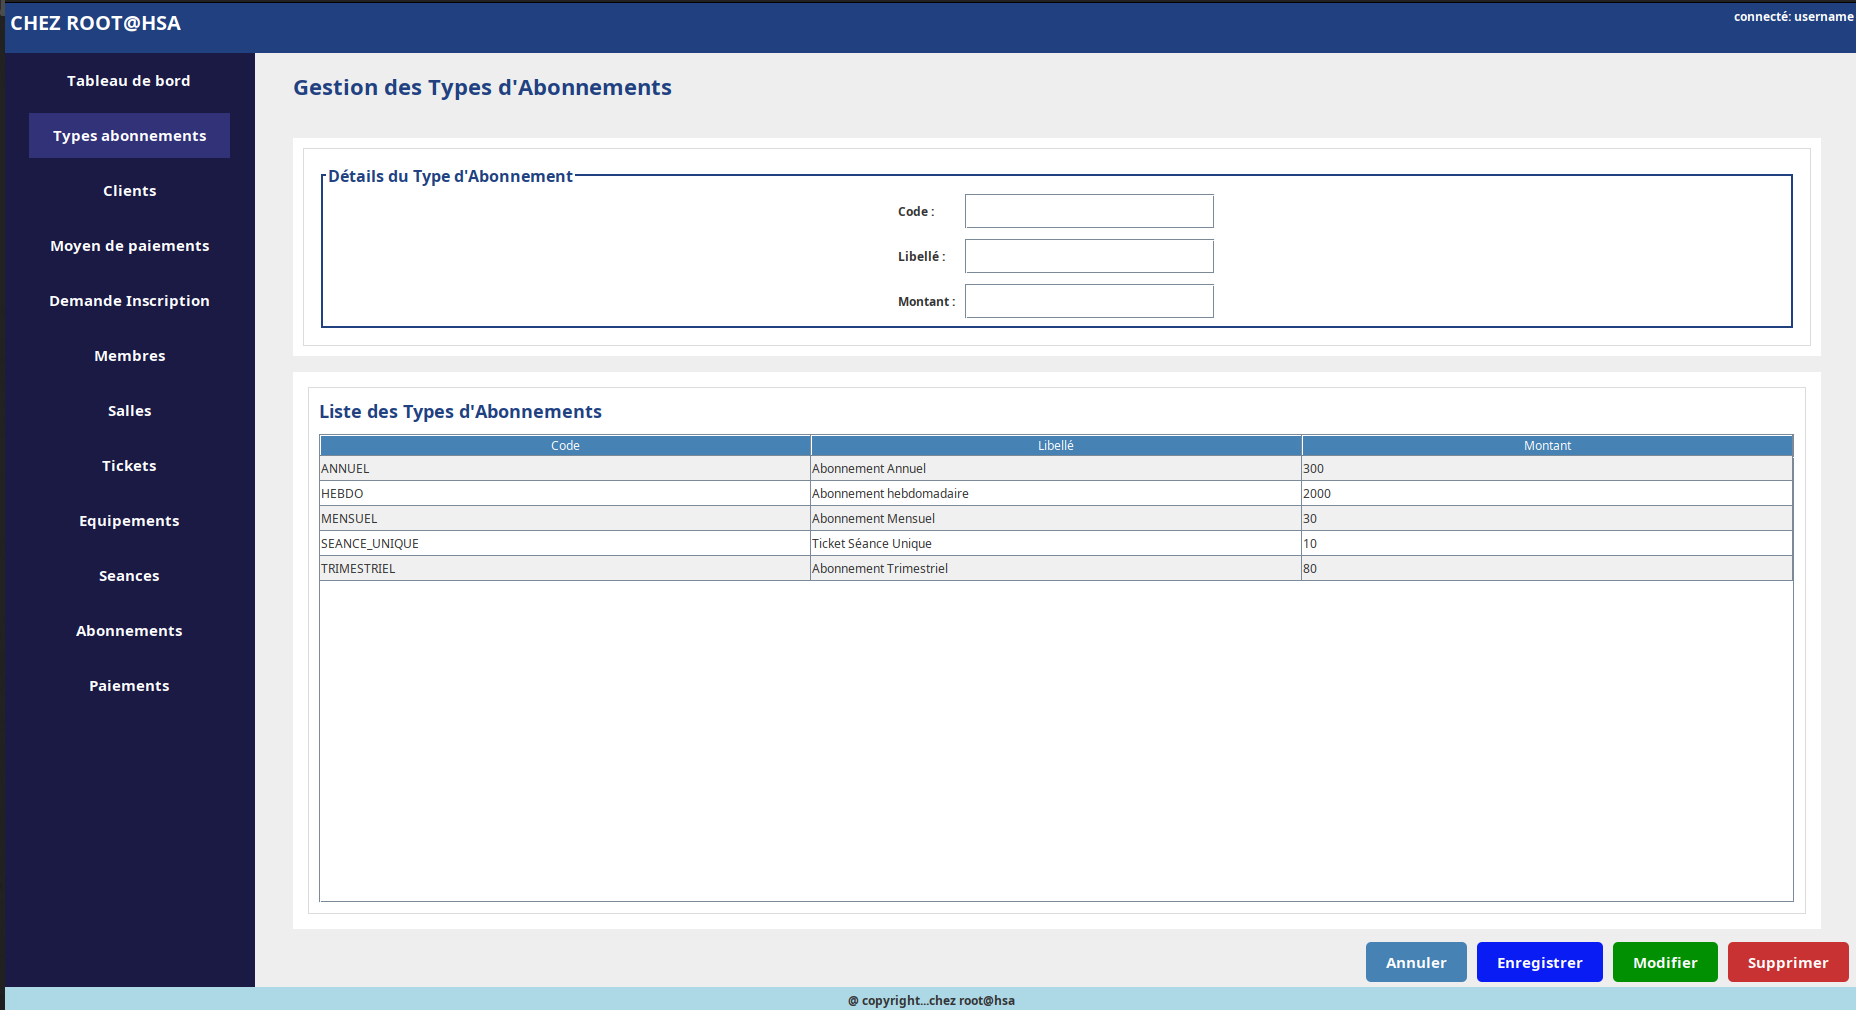 CHEZ ROOT@HSA
connecté: username
Tableau de bord
Types abonnements
Clients
Moyen de paiements
Demande Inscription
Membres
Salles
Tickets
Equipements
Seances
Abonnements
Paiements
Gestion des Types d'Abonnements
Détails du Type d'Abonnement
Code :
Libellé :
Montant :
Liste des Types d'Abonnements
Code Libellé Montant
ANNUEL Abonnement Annuel 300
HEBDO Abonnement hebdomadaire 2000
MENSUEL Abonnement Mensuel 30
SEANCE_UNIQUE Ticket Séance Unique 10
TRIMESTRIEL Abonnement Trimestriel 80
Annuler Enregistrer Modifier Supprimer
@ copyright...chez root@hsa